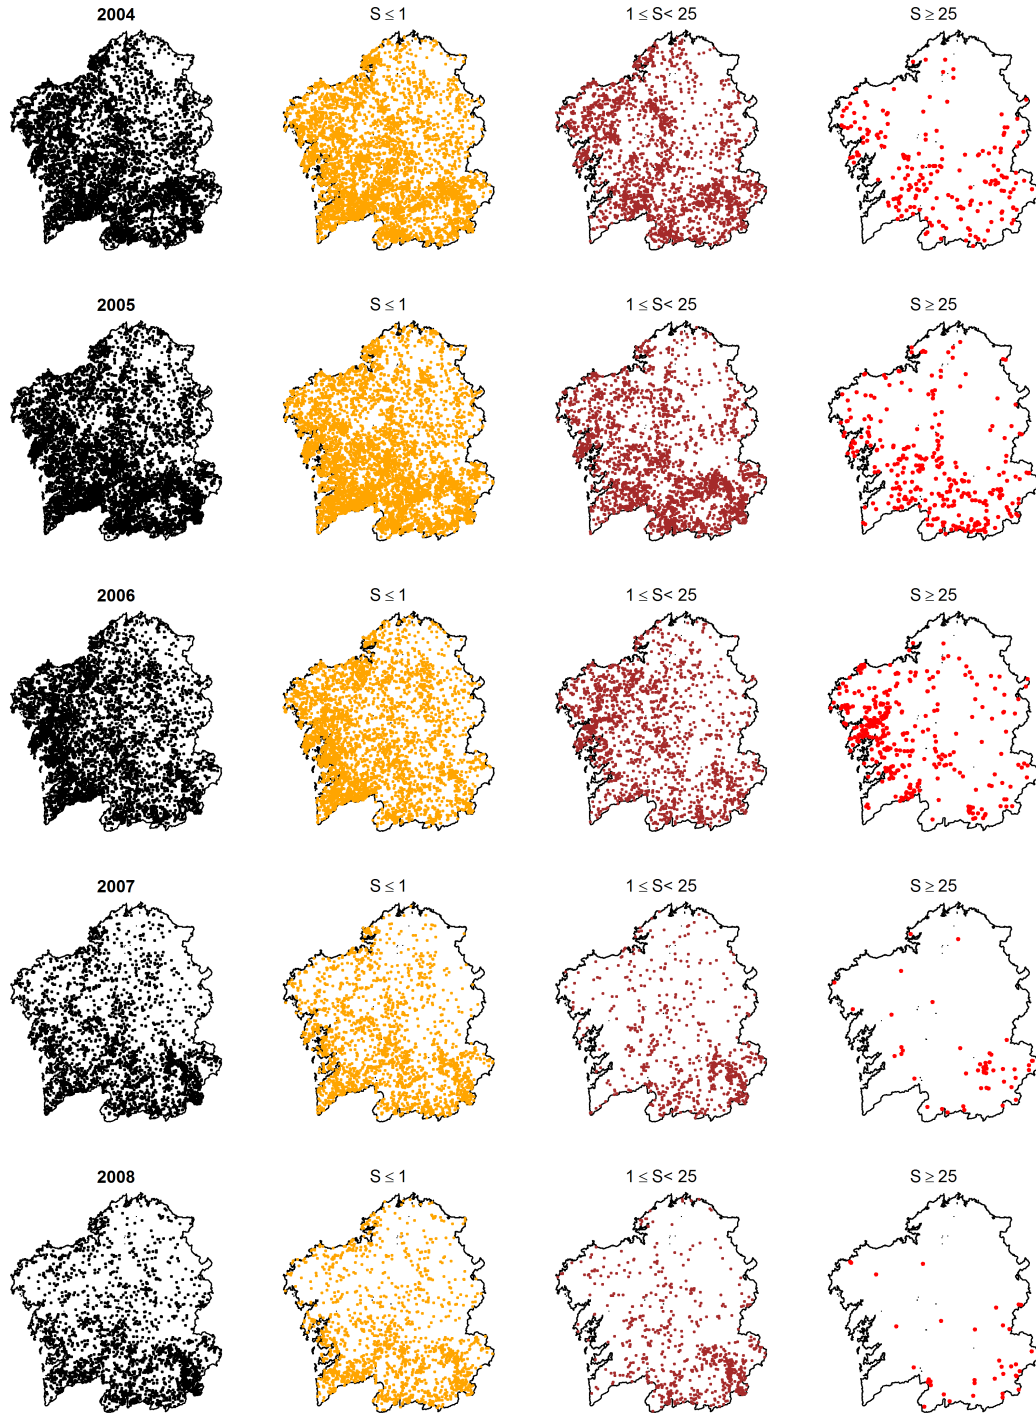 2004 S ≤ 1 1 ≤ S< 25 S ≥ 25
2005 S ≤ 1 1 ≤ S< 25 S ≥ 25
2006 S ≤ 1 1 ≤ S< 25 S ≥ 25
2007 S ≤ 1 1 ≤ S< 25 S ≥ 25
2008 S ≤ 1 1 ≤ S< 25 S ≥ 25